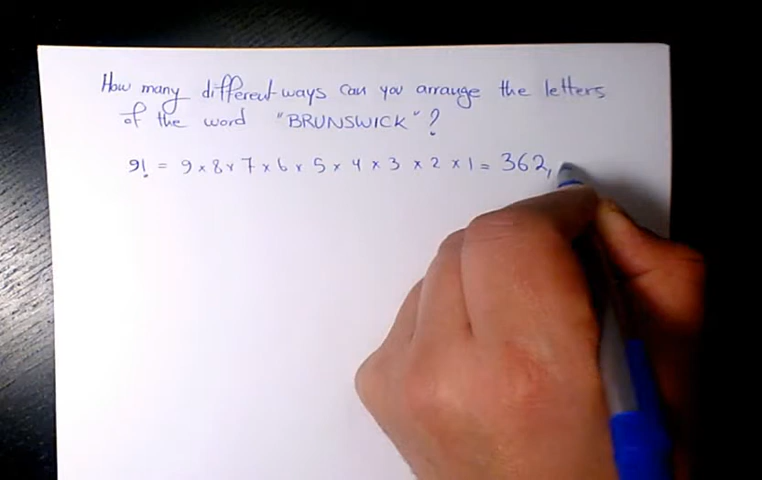 How many different ways can you arrange the letters
of the word "BRUNSWICK"?
9! = 9 x 8 x 7 x 6 x 5 x 4 x 3 x 2 x 1 = 362,